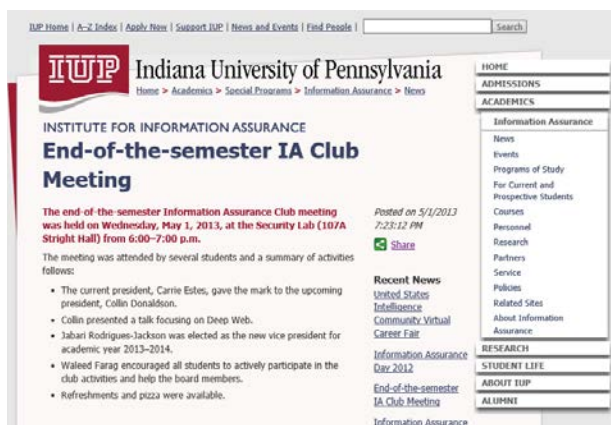 IUP Home | A–Z Index | Apply Now | Support IUP | News and Events | Find People |
Search
IUP
Indiana University of Pennsylvania
Home > Academics > Special Programs > Information Assurance > News
INSTITUTE FOR INFORMATION ASSURANCE
End-of-the-semester IA Club
Meeting
The end-of-the-semester Information Assurance Club meeting
was held on Wednesday, May 1, 2013, at the Security Lab (107A
Stright Hall) from 6:00–7:00 p.m.
The meeting was attended by several students and a summary of activities
follows:
• The current president, Carrie Estes, gave the mark to the upcoming
president, Collin Donaldson.
• Collin presented a talk focusing on Deep Web.
• Jabari Rodrigues-Jackson was elected as the new vice president for
academic year 2013–2014.
• Waleed Farag encouraged all students to actively participate in the
club activities and help the board members.
• Refreshments and pizza were available.
Posted on 5/1/2013
7:23:12 PM
Share
Recent News
United States
Intelligence
Community Virtual
Career Fair
Information Assurance
Day 2012
End-of-the-semester
IA Club Meeting
Information Assurance
HOME
ADMISSIONS
ACADEMICS
Information Assurance
News
Events
Programs of Study
For Current and
Prospective Students
Courses
Personnel
Research
Partners
Service
Policies
Related Sites
About Information
Assurance
RESEARCH
STUDENT LIFE
ABOUT IUP
ALUMNI